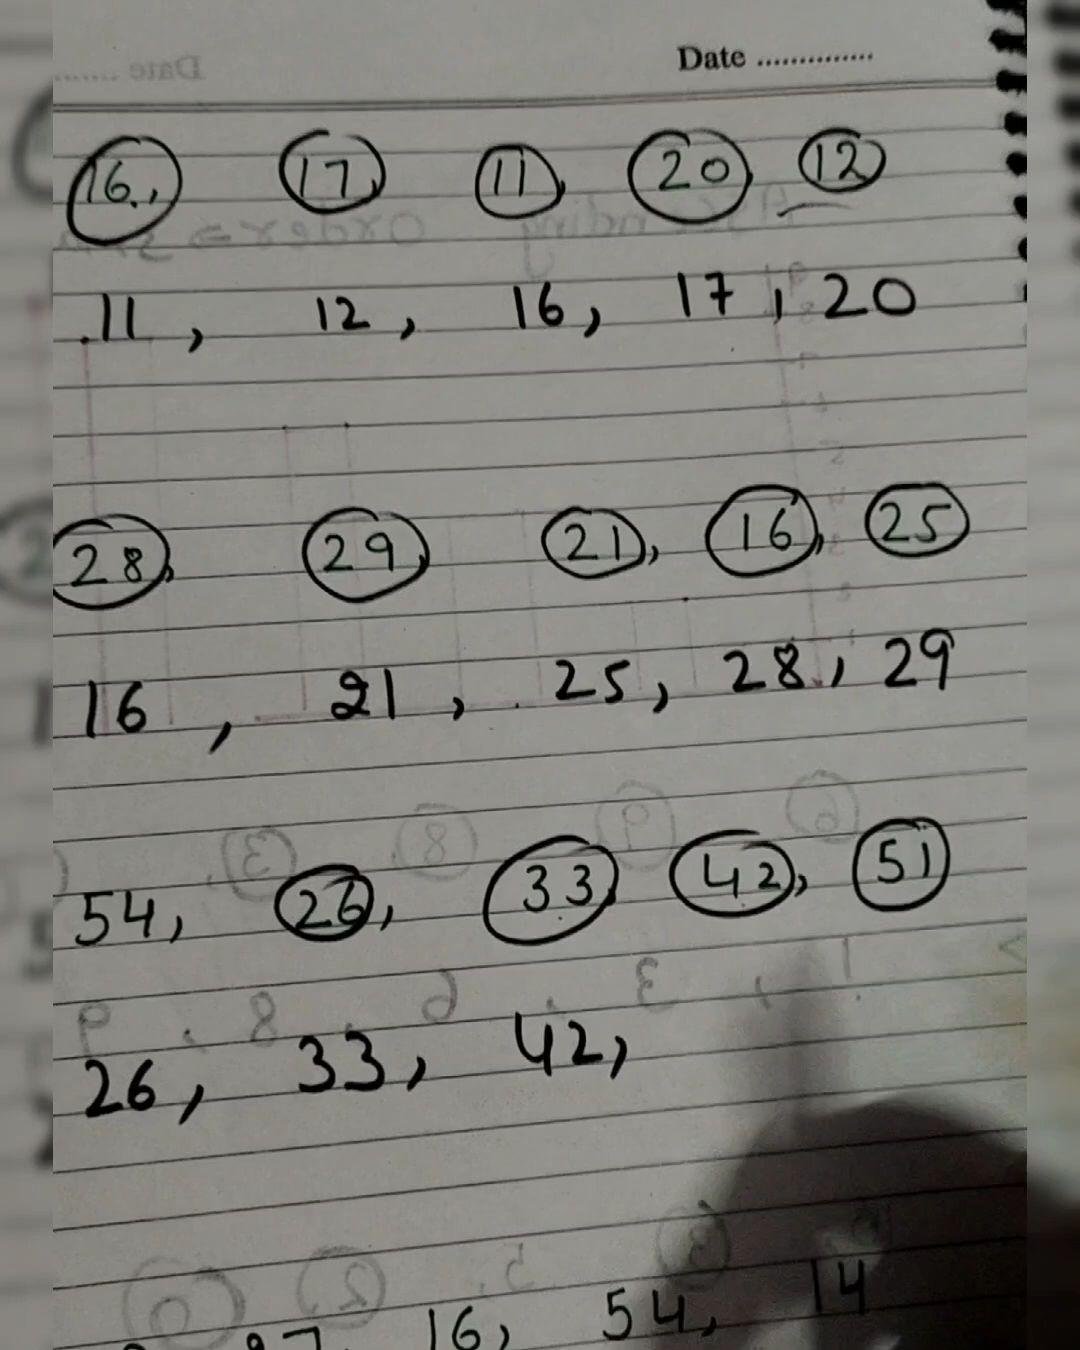 Date ..............
16, 17, 11, 20, 12
11, 12, 16, 17, 20
28, 29, 21, 16, 25
16, 21, 25, 28, 29
54, 26, 33, 42, 51
26, 33, 42,
16, 54, 14